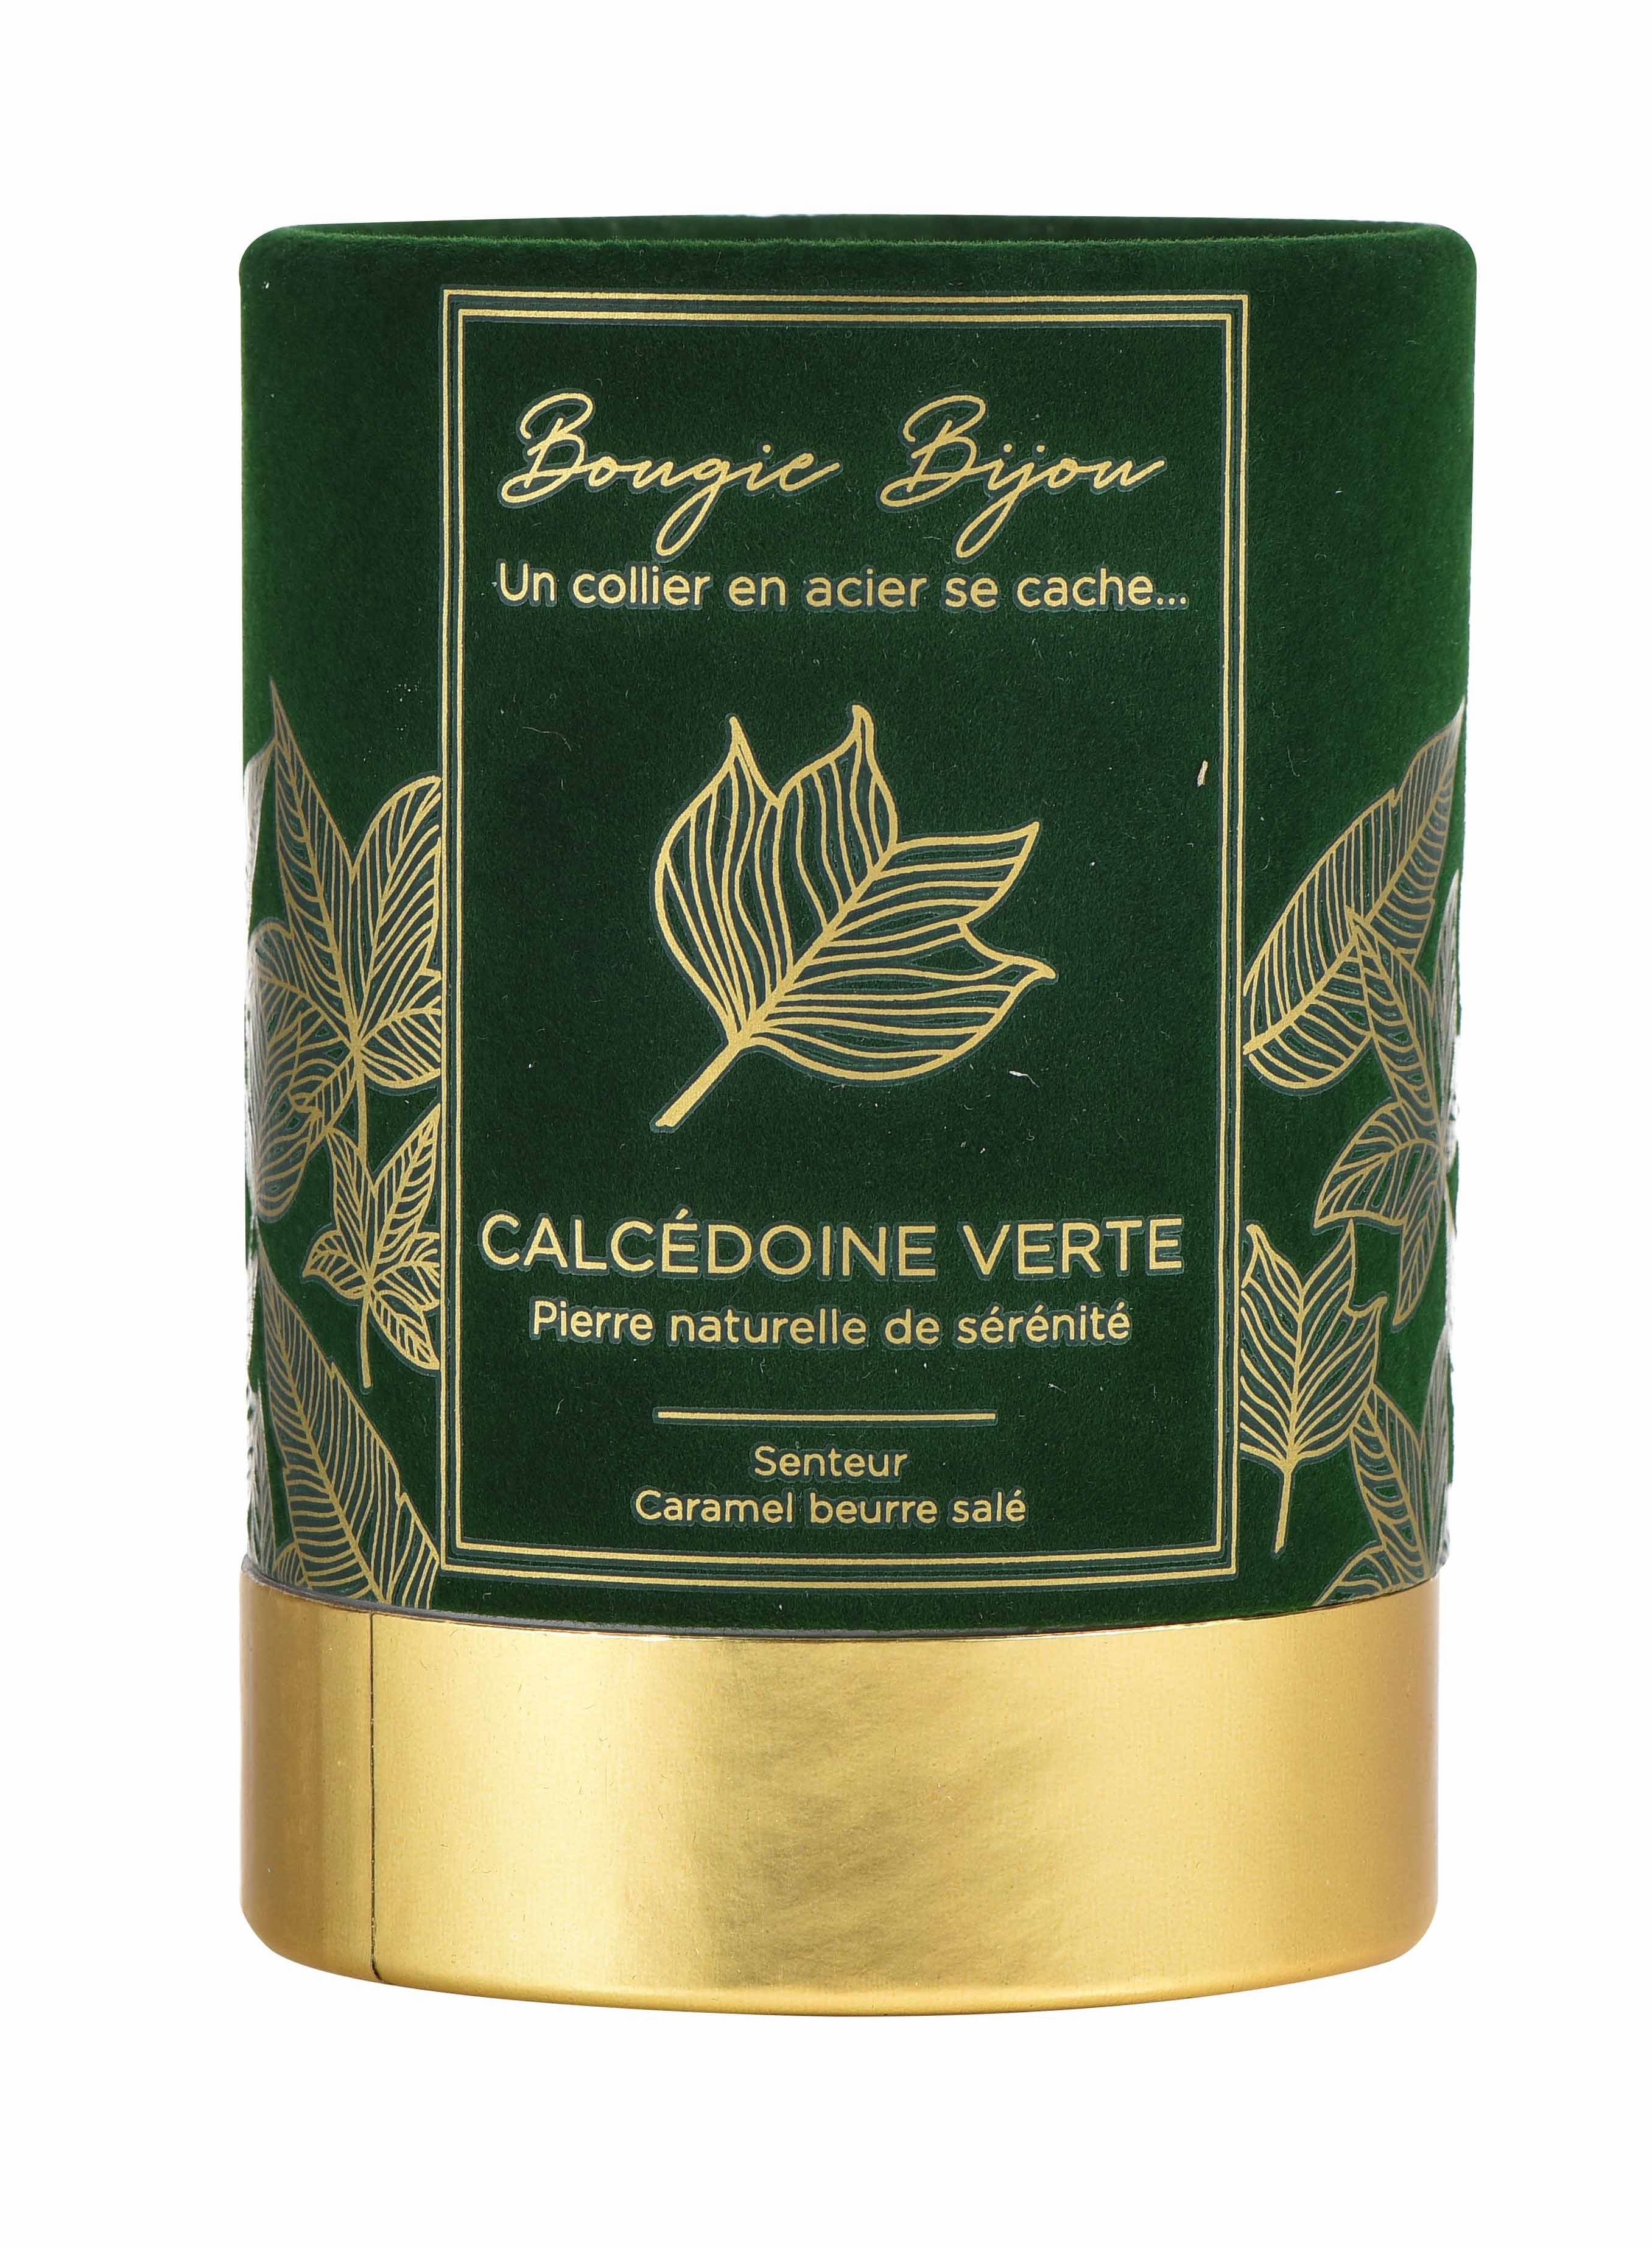 Bougie Bijou
Un collier en acier se cache...
CALCÉDOINE VERTE
Pierre naturelle de sérénité
Senteur
Caramel beurre salé